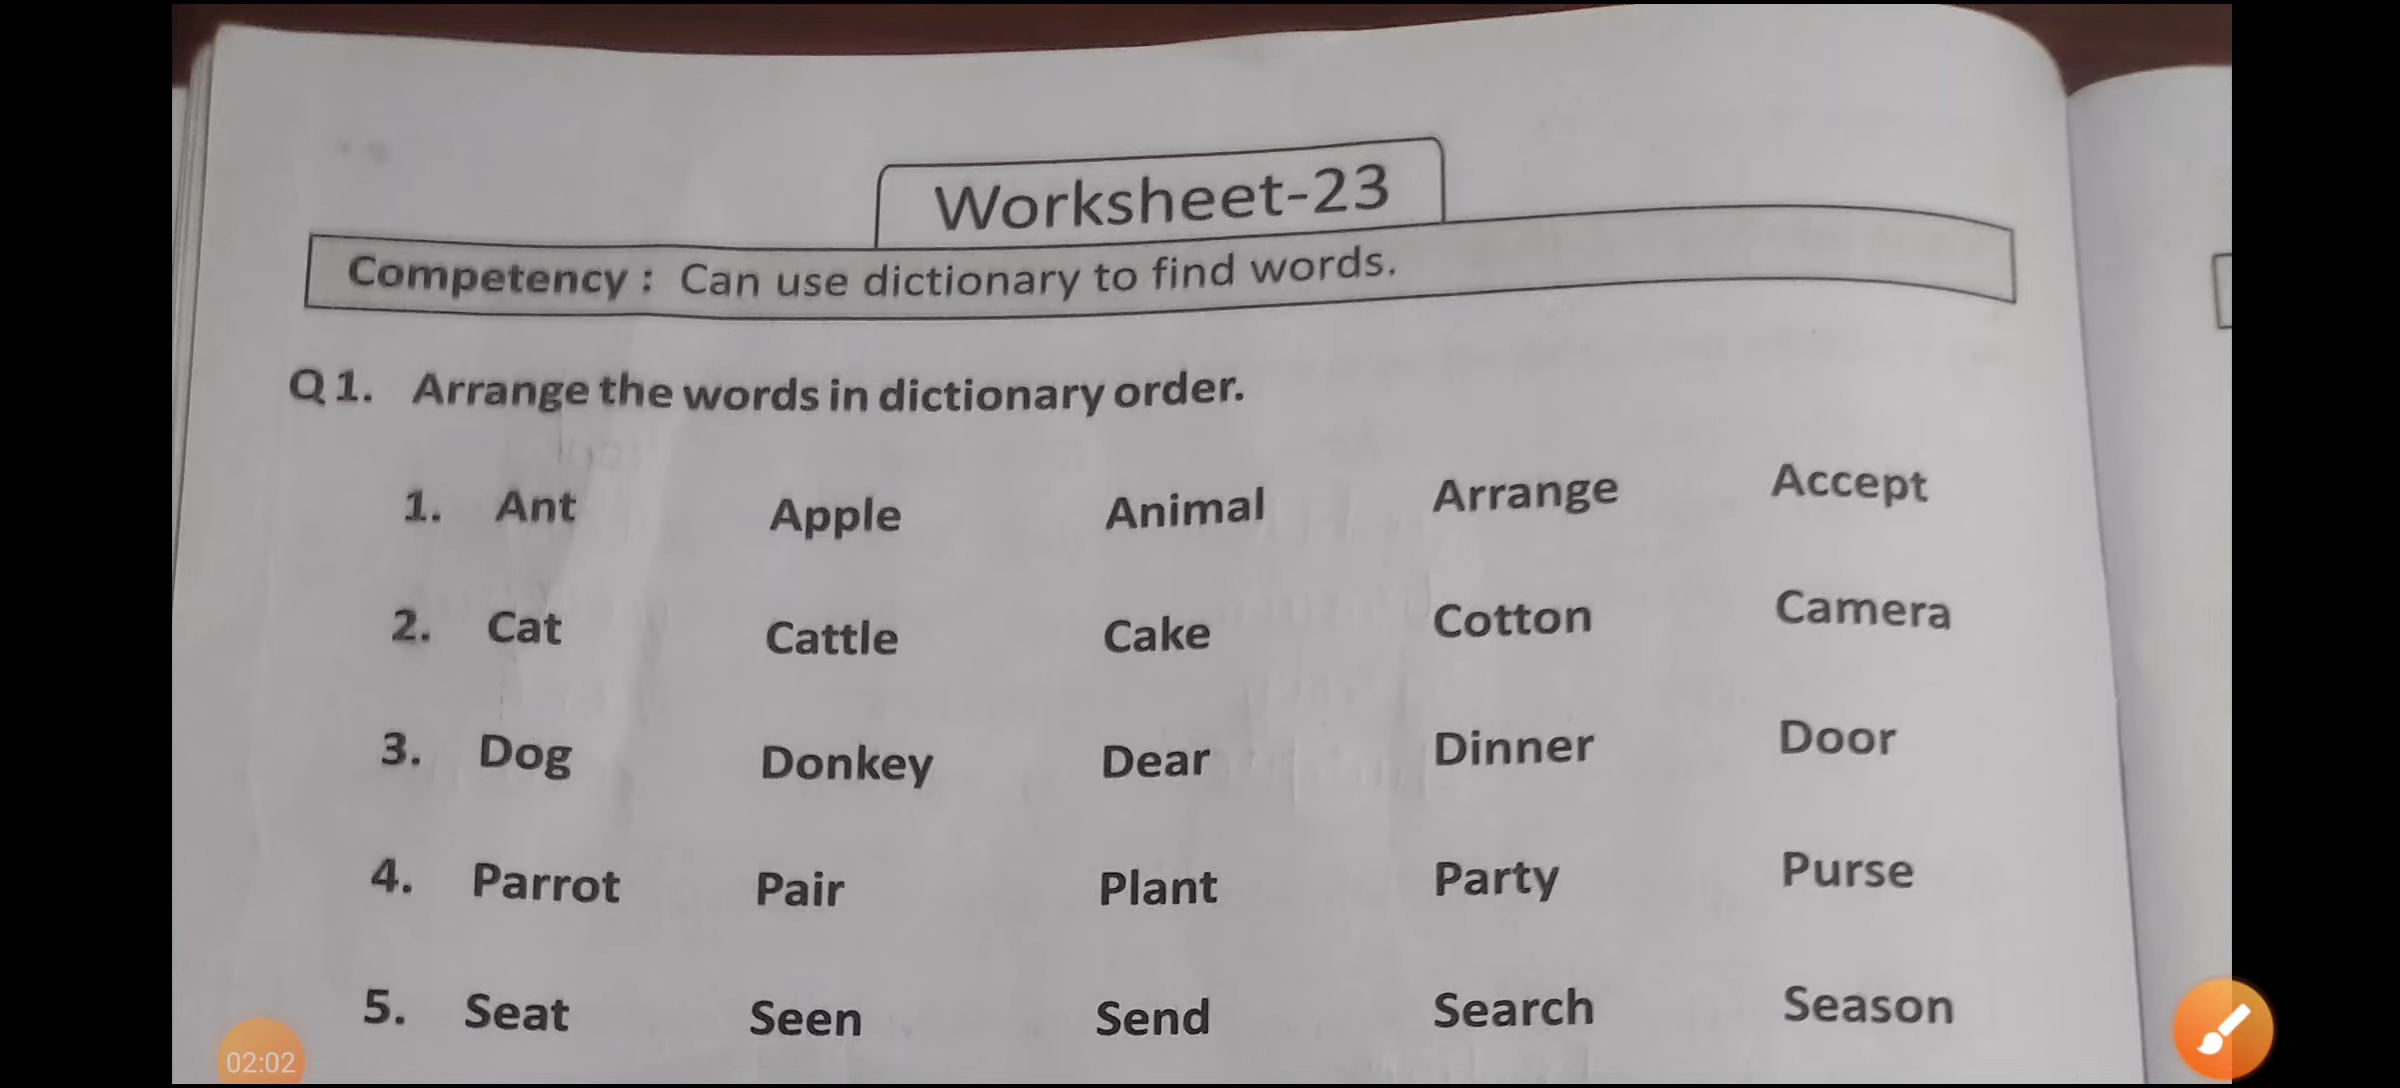 Worksheet-23
Competency : Can use dictionary to find words.
Q 1. Arrange the words in dictionary order.
1. Ant Apple Animal Arrange Accept
2. Cat Cattle Cake Cotton Camera
3. Dog Donkey Dear Dinner Door
4. Parrot Pair Plant Party Purse
5. Seat Seen Send Search Season
02:02